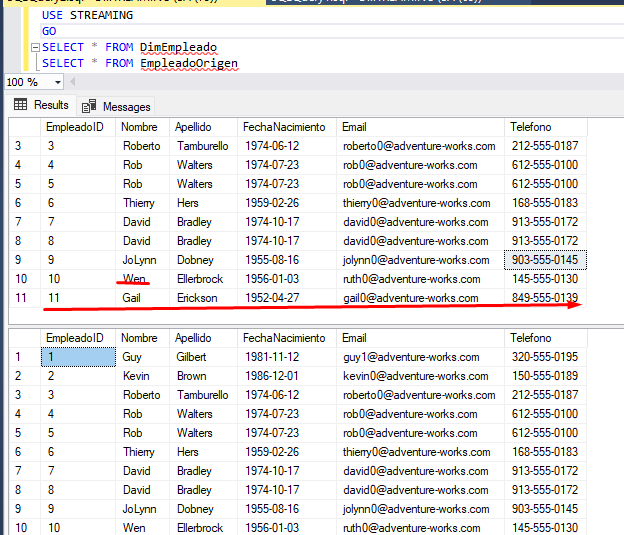 USE STREAMING
GO
SELECT * FROM DimEmpleado
SELECT * FROM EmpleadoOrigen
100 %
Results Messages
EmpleadoID Nombre Apellido FechaNacimiento Email Telefono
3 3 Roberto Tamburello 1974-06-12 roberto0@adventure-works.com 212-555-0187
4 4 Rob Walters 1974-07-23 rob0@adventure-works.com 612-555-0100
5 5 Rob Walters 1974-07-23 rob0@adventure-works.com 612-555-0100
6 6 Thierry Hers 1959-02-26 thierry0@adventure-works.com 168-555-0183
7 7 David Bradley 1974-10-17 david0@adventure-works.com 913-555-0172
8 8 David Bradley 1974-10-17 david0@adventure-works.com 913-555-0172
9 9 JoLynn Dobney 1955-08-16 jolynn0@adventure-works.com 903-555-0145
10 10 Wen Ellerbrock 1956-01-03 ruth0@adventure-works.com 145-555-0130
11 11 Gail Erickson 1952-04-27 gail0@adventure-works.com 849-555-0139
EmpleadoID Nombre Apellido FechaNacimiento Email Telefono
1 1 Guy Gilbert 1981-11-12 guy1@adventure-works.com 320-555-0195
2 2 Kevin Brown 1986-12-01 kevin0@adventure-works.com 150-555-0189
3 3 Roberto Tamburello 1974-06-12 roberto0@adventure-works.com 212-555-0187
4 4 Rob Walters 1974-07-23 rob0@adventure-works.com 612-555-0100
5 5 Rob Walters 1974-07-23 rob0@adventure-works.com 612-555-0100
6 6 Thierry Hers 1959-02-26 thierry0@adventure-works.com 168-555-0183
7 7 David Bradley 1974-10-17 david0@adventure-works.com 913-555-0172
8 8 David Bradley 1974-10-17 david0@adventure-works.com 913-555-0172
9 9 JoLynn Dobney 1955-08-16 jolynn0@adventure-works.com 903-555-0145
10 10 Wen Ellerbrock 1956-01-03 ruth0@adventure-works.com 145-555-0130